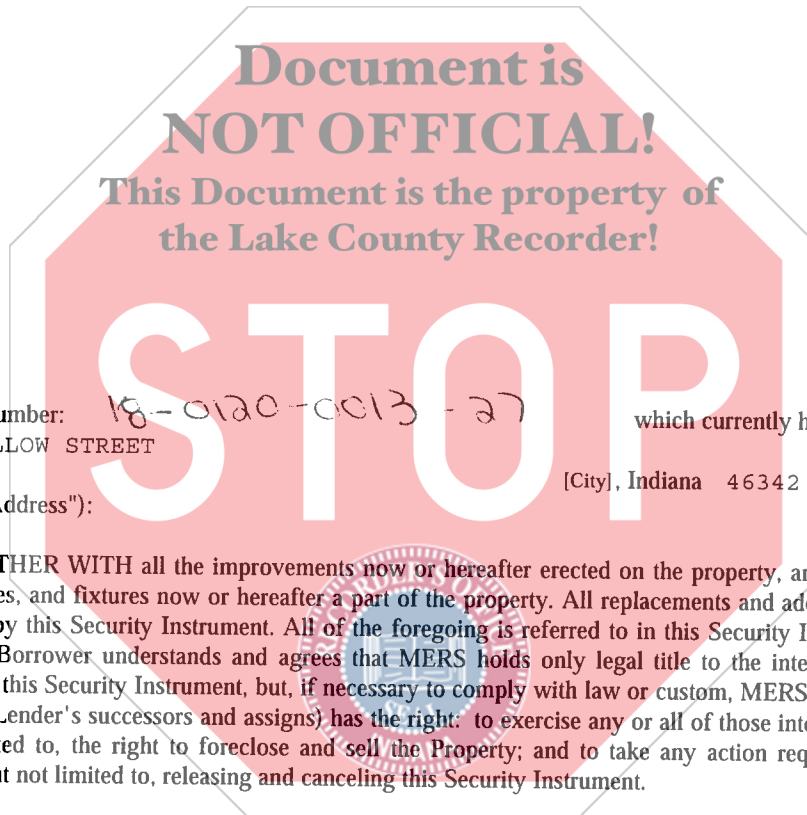 Document is
NOT OFFICIAL!
This Document is the property of
the Lake County Recorder!
STOP
umber: 18-0120-0013-27 which currently h
LLOW STREET
[City], Indiana 46342
ddress"):
THER WITH all the improvements now or hereafter erected on the property, an
es, and fixtures now or hereafter a part of the property. All replacements and add
by this Security Instrument. All of the foregoing is referred to in this Security I
Borrower understands and agrees that MERS holds only legal title to the inte
this Security Instrument, but, if necessary to comply with law or custom, MERS
Lender's successors and assigns) has the right: to exercise any or all of those inte
ed to, the right to foreclose and sell the Property; and to take any action req
t not limited to, releasing and canceling this Security Instrument.
SEAL
INDIANA